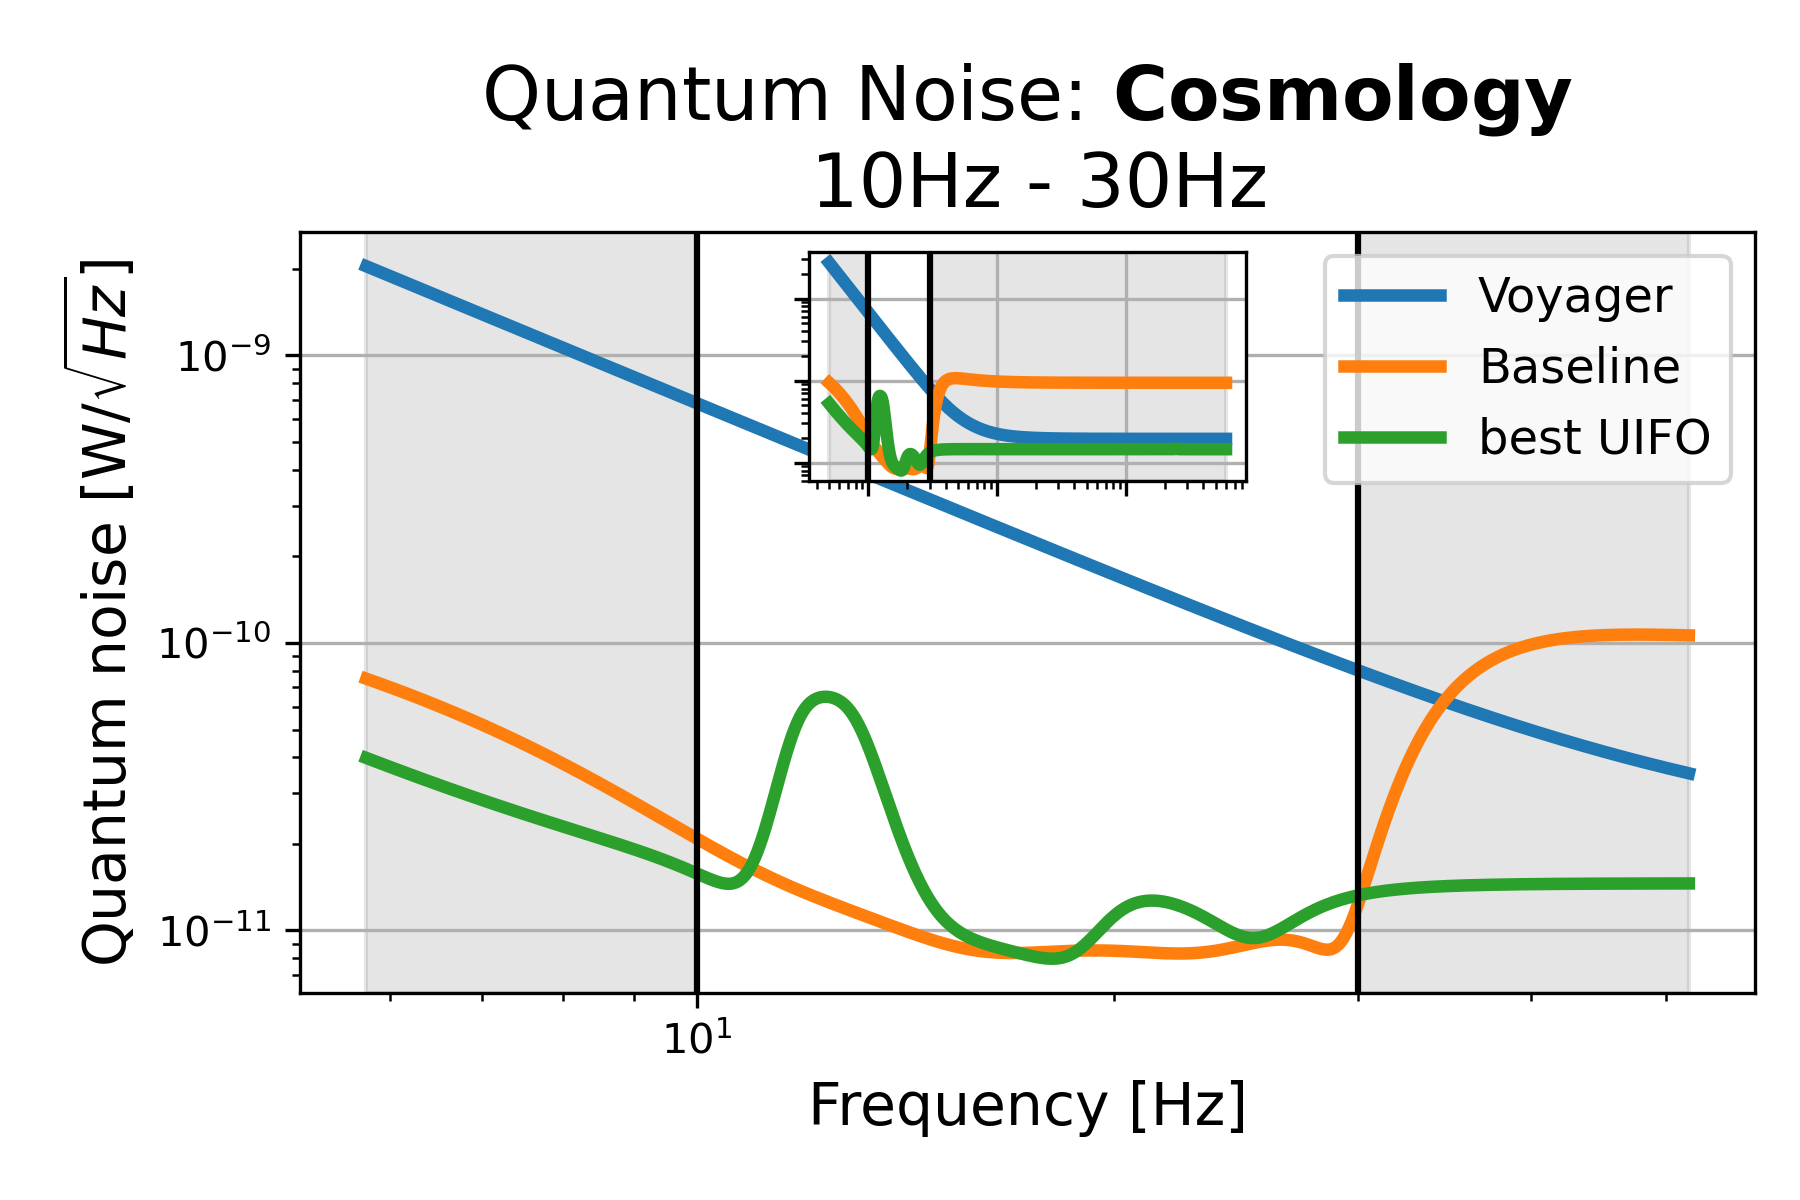 Quantum Noise: Cosmology
10Hz - 30Hz
Quantum noise [W/√Hz]
10⁻⁹
10⁻¹⁰
10⁻¹¹
Voyager
Baseline
best UIFO
10¹
Frequency [Hz]